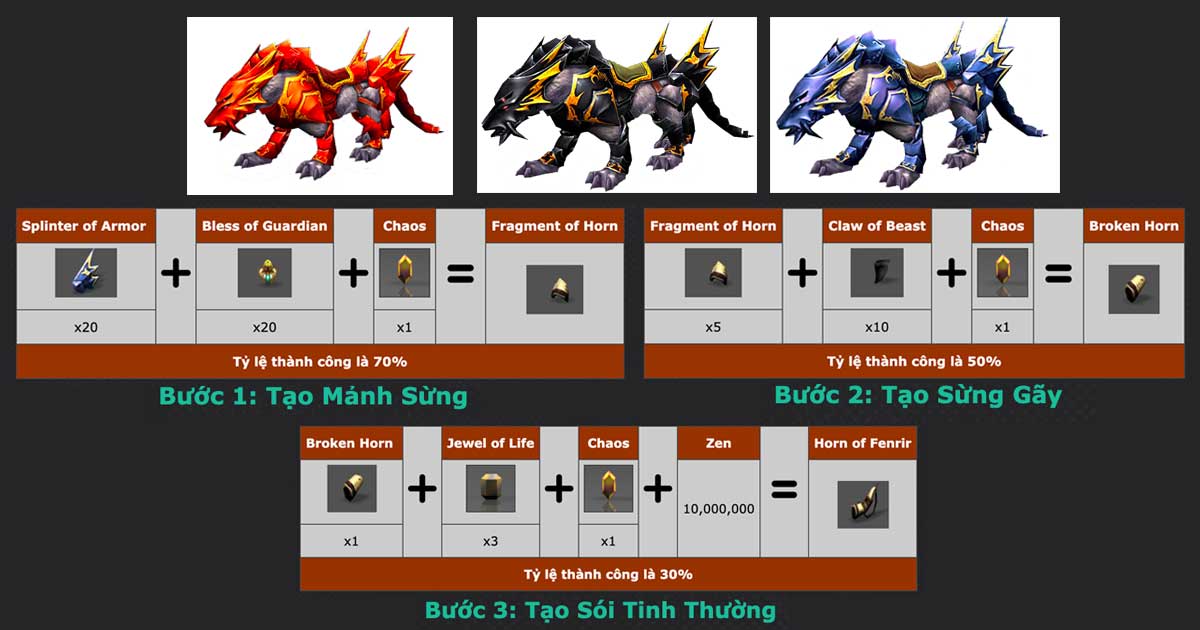 Splinter of Armor
Bless of Guardian
Chaos
Fragment of Horn
+
+
=
x20
x20
x1
Tỷ lệ thành công là 70%
Bước 1: Tạo Mảnh Sừng
Fragment of Horn
Claw of Beast
Chaos
Broken Horn
+
+
=
x5
x10
x1
Tỷ lệ thành công là 50%
Bước 2: Tạo Sừng Gãy
Broken Horn
Jewel of Life
Chaos
Zen
Horn of Fenrir
+
+
+
=
10,000,000
x1
x3
x1
Tỷ lệ thành công là 30%
Bước 3: Tạo Sói Tinh Thường